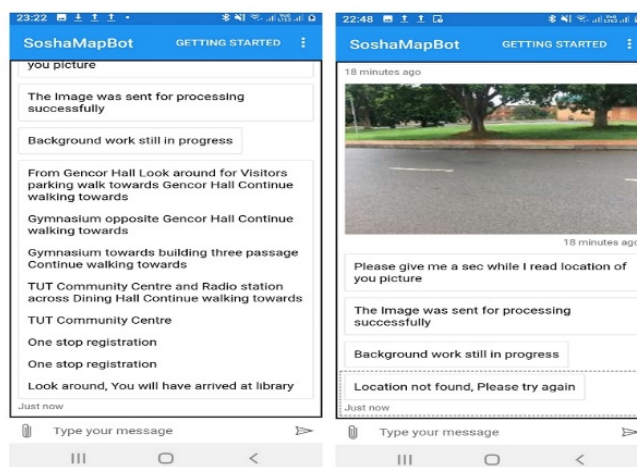 23:22
SoshaMapBot GETTING STARTED
you picture
The Image was sent for processing
successfully
Background work still in progress
From Gencor Hall Look around for Visitors
parking walk towards Gencor Hall Continue
walking towards
Gymnasium opposite Gencor Hall Continue
walking towards
Gymnasium towards building three passage
Continue walking towards
TUT Community Centre and Radio station
across Dining Hall Continue walking towards
TUT Community Centre
One stop registration
One stop registration
Look around, You will have arrived at library
Just now
Type your message
22:48
SoshaMapBot GETTING STARTED
18 minutes ago
18 minutes ago
Please give me a sec while I read location of
you picture
The Image was sent for processing
successfully
Background work still in progress
Location not found, Please try again
Just now
Type your message